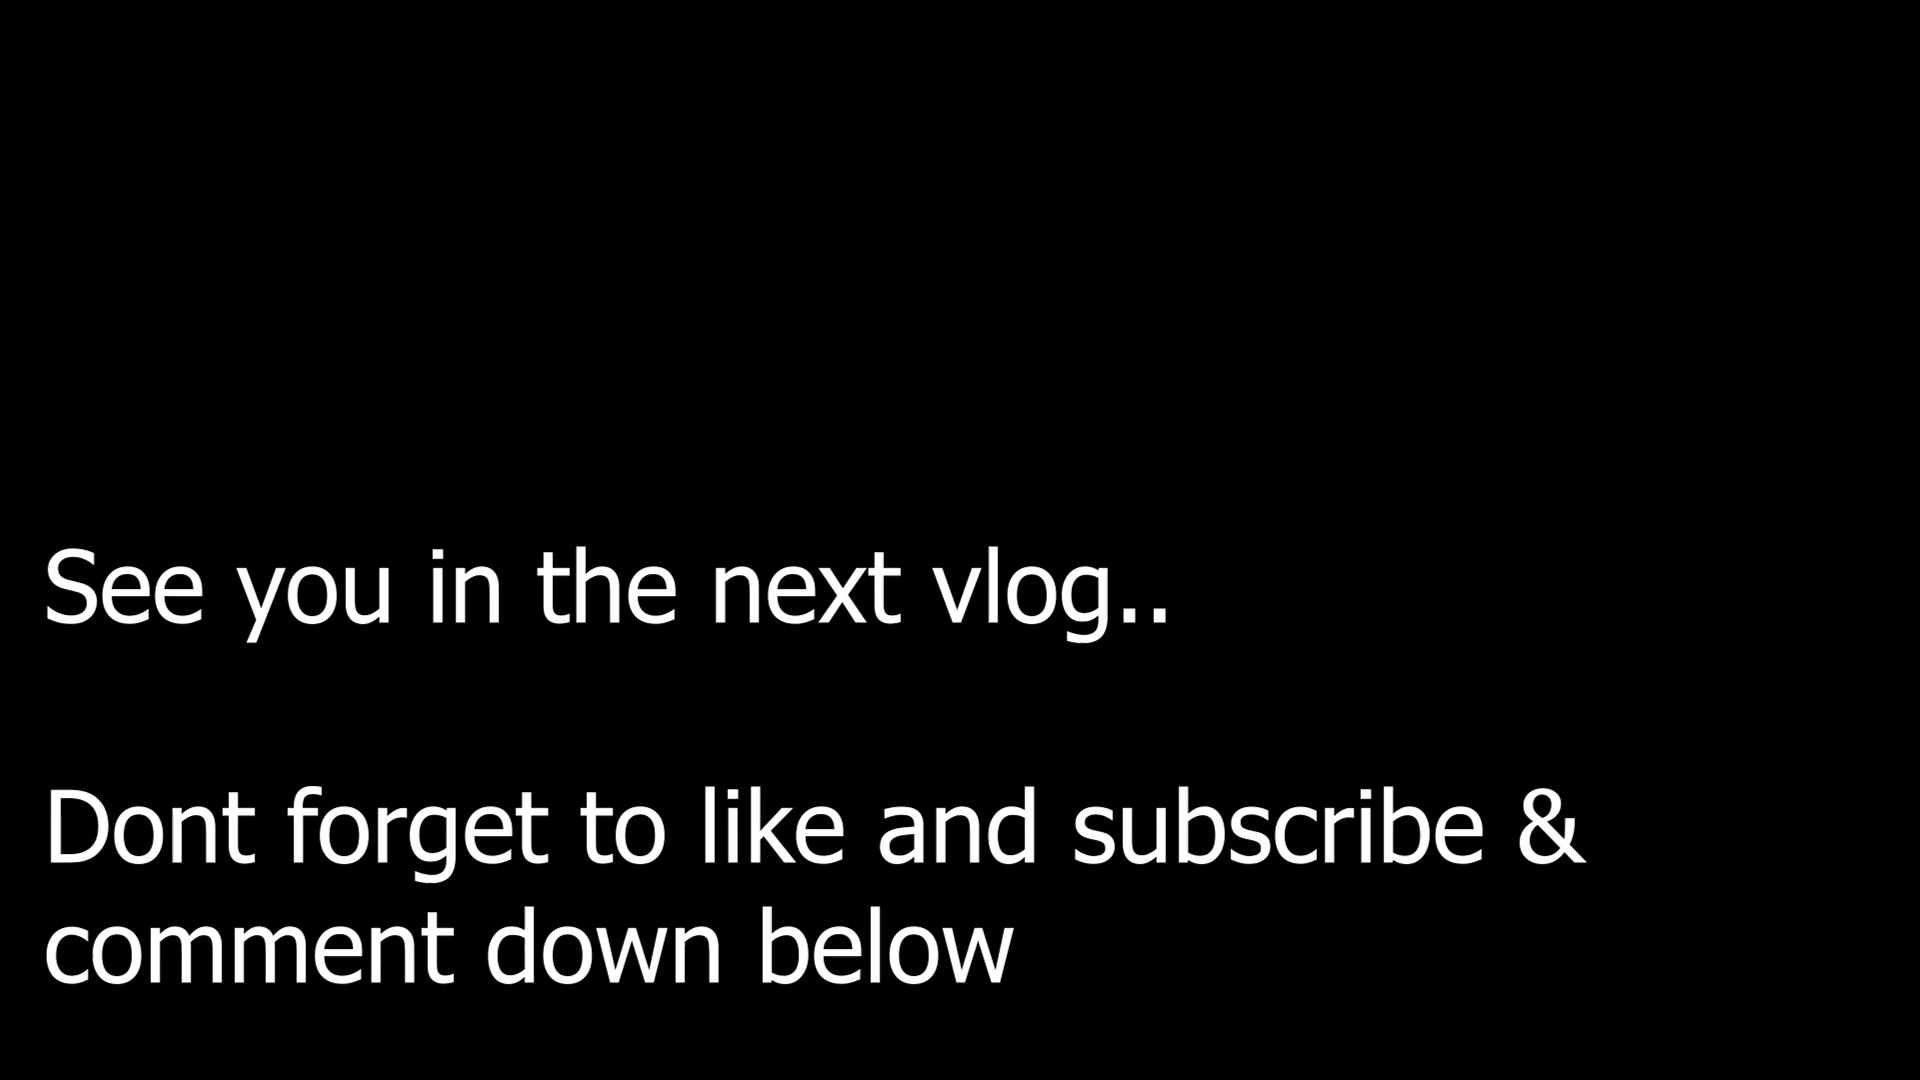 See you in the next vlog..
Dont forget to like and subscribe &
comment down below